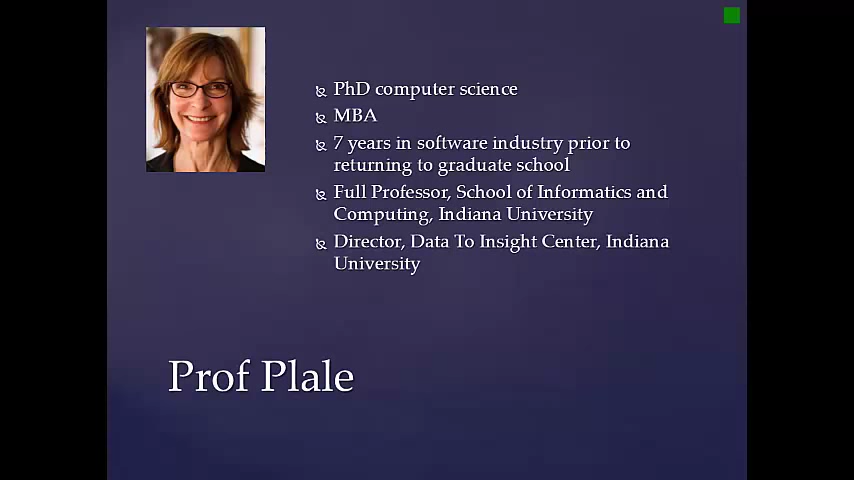 PhD computer science
MBA
7 years in software industry prior to
returning to graduate school
Full Professor, School of Informatics and
Computing, Indiana University
Director, Data To Insight Center, Indiana
University
Prof Plale